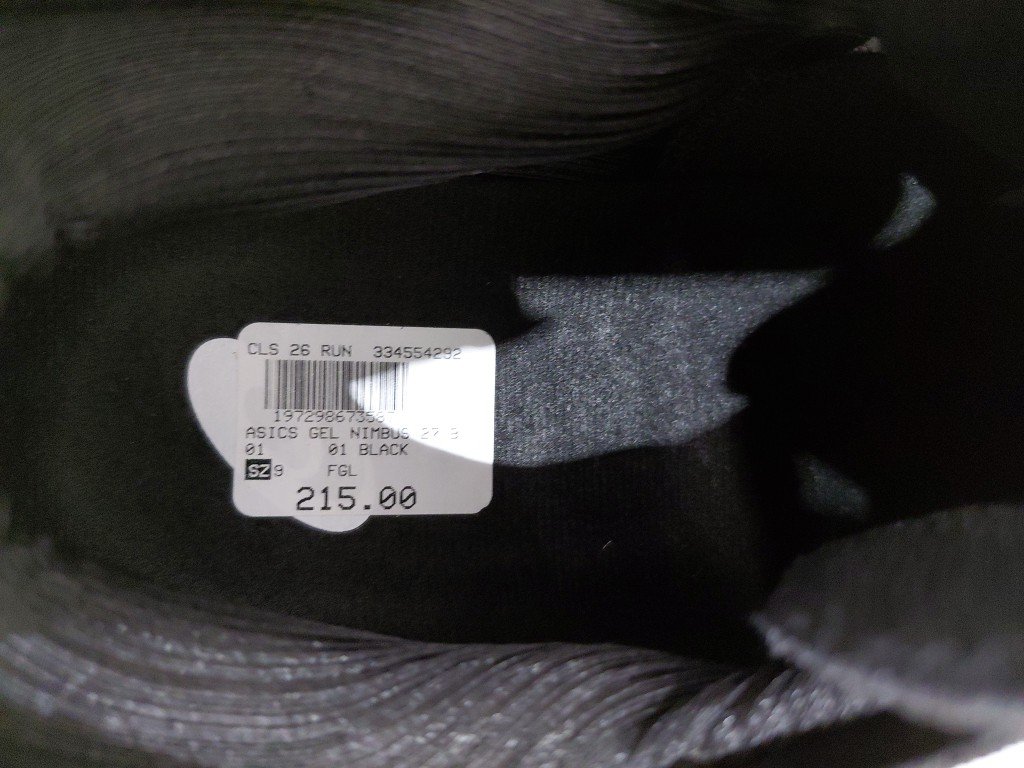 CLS 26 RUN 334554292
ASICS GEL NIMBUS 27
01 01 BLACK
SZ 9 FGL
215.00